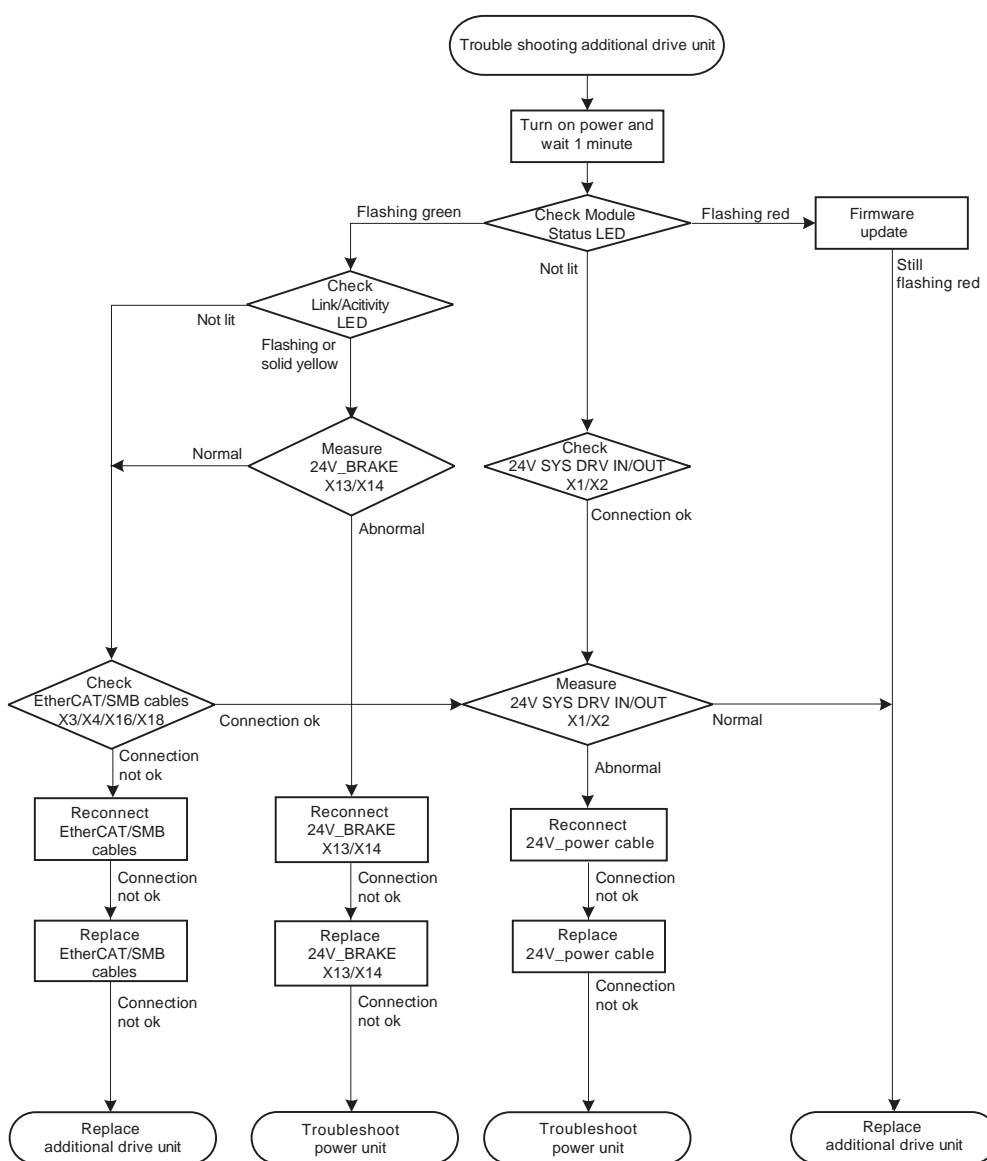 Trouble shooting additional drive unit
Turn on power and
wait 1 minute
Flashing green
Check Module
Status LED
Flashing red
Firmware
update
Not lit
Still
flashing red
Check
Link/Acitivity
LED
Not lit
Flashing or
solid yellow
Normal
Measure
24V_BRAKE
X13/X14
Check
24V SYS DRV IN/OUT
X1/X2
Abnormal
Connection ok
Check
EtherCAT/SMB cables
X3/X4/X16/X18
Connection ok
Measure
24V SYS DRV IN/OUT
X1/X2
Normal
Connection
not ok
Abnormal
Reconnect
EtherCAT/SMB
cables
Reconnect
24V_BRAKE
X13/X14
Reconnect
24V_power cable
Connection
not ok
Connection
not ok
Connection
not ok
Replace
EtherCAT/SMB
cables
Replace
24V_BRAKE
X13/X14
Replace
24V_power cable
Connection
not ok
Connection
not ok
Connection
not ok
Replace
additional drive unit
Troubleshoot
power unit
Troubleshoot
power unit
Replace
additional drive unit